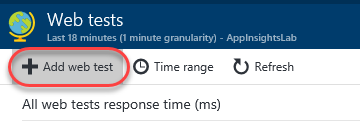 Web tests
Last 18 minutes (1 minute granularity) - AppInsightsLab
Add web test Time range Refresh
All web tests response time (ms)